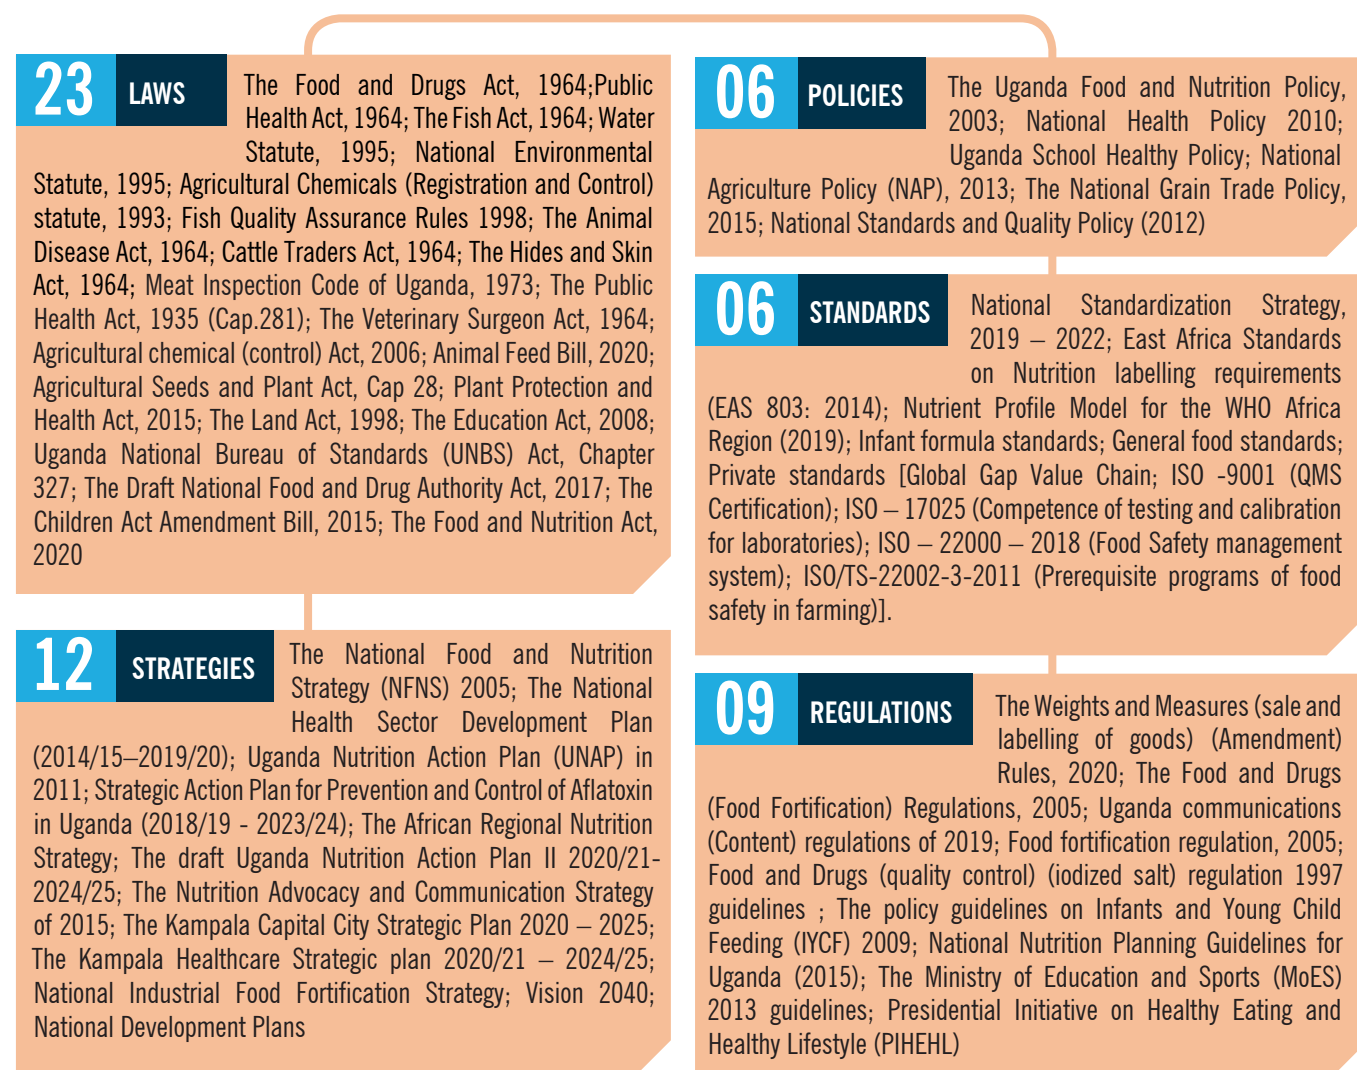 23 LAWS
The Food and Drugs Act, 1964;Public
Health Act, 1964; The Fish Act, 1964; Water
Statute, 1995; National Environmental
Statute, 1995; Agricultural Chemicals (Registration and Control)
statute, 1993; Fish Quality Assurance Rules 1998; The Animal
Disease Act, 1964; Cattle Traders Act, 1964; The Hides and Skin
Act, 1964; Meat Inspection Code of Uganda, 1973; The Public
Health Act, 1935 (Cap.281); The Veterinary Surgeon Act, 1964;
Agricultural chemical (control) Act, 2006; Animal Feed Bill, 2020;
Agricultural Seeds and Plant Act, Cap 28; Plant Protection and
Health Act, 2015; The Land Act, 1998; The Education Act, 2008;
Uganda National Bureau of Standards (UNBS) Act, Chapter
327; The Draft National Food and Drug Authority Act, 2017; The
Children Act Amendment Bill, 2015; The Food and Nutrition Act,
2020
12 STRATEGIES
The National Food and Nutrition
Strategy (NFNS) 2005; The National
Health Sector Development Plan
(2014/15–2019/20); Uganda Nutrition Action Plan (UNAP) in
2011; Strategic Action Plan for Prevention and Control of Aflatoxin
in Uganda (2018/19 - 2023/24); The African Regional Nutrition
Strategy; The draft Uganda Nutrition Action Plan II 2020/21-
2024/25; The Nutrition Advocacy and Communication Strategy
of 2015; The Kampala Capital City Strategic Plan 2020 – 2025;
The Kampala Healthcare Strategic plan 2020/21 – 2024/25;
National Industrial Food Fortification Strategy; Vision 2040;
National Development Plans
06 POLICIES
The Uganda Food and Nutrition Policy,
2003; National Health Policy 2010;
Uganda School Healthy Policy; National
Agriculture Policy (NAP), 2013; The National Grain Trade Policy,
2015; National Standards and Quality Policy (2012)
06 STANDARDS
National Standardization Strategy,
2019 – 2022; East Africa Standards
on Nutrition labelling requirements
(EAS 803: 2014); Nutrient Profile Model for the WHO Africa
Region (2019); Infant formula standards; General food standards;
Private standards [Global Gap Value Chain; ISO -9001 (QMS
Certification); ISO – 17025 (Competence of testing and calibration
for laboratories); ISO – 22000 – 2018 (Food Safety management
system); ISO/TS-22002-3-2011 (Prerequisite programs of food
safety in farming)].
09 REGULATIONS
The Weights and Measures (sale and
labelling of goods) (Amendment)
Rules, 2020; The Food and Drugs
(Food Fortification) Regulations, 2005; Uganda communications
(Content) regulations of 2019; Food fortification regulation, 2005;
Food and Drugs (quality control) (iodized salt) regulation 1997
guidelines ; The policy guidelines on Infants and Young Child
Feeding (IYCF) 2009; National Nutrition Planning Guidelines for
Uganda (2015); The Ministry of Education and Sports (MoES)
2013 guidelines; Presidential Initiative on Healthy Eating and
Healthy Lifestyle (PIHEHL)